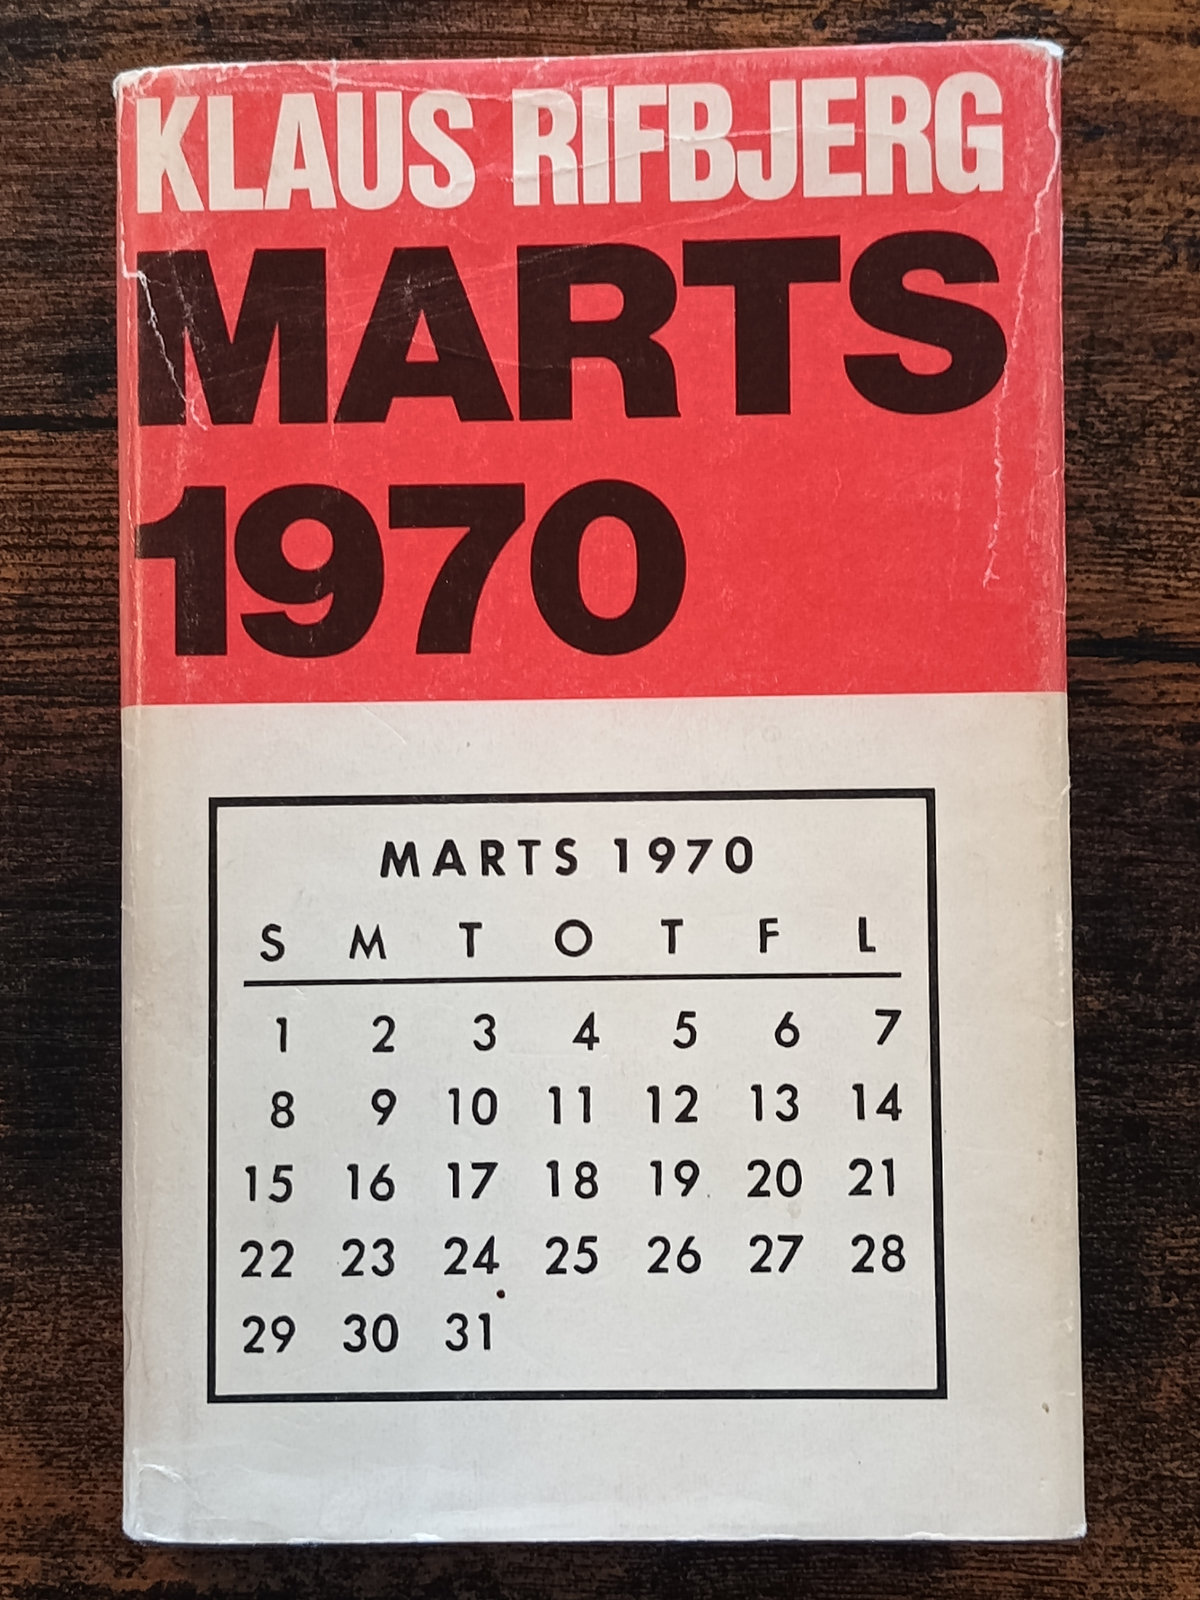 KLAUS RIFBJERG
MARTS
1970
MARTS 1970
S M T O T F L
1 2 3 4 5 6 7
8 9 10 11 12 13 14
15 16 17 18 19 20 21
22 23 24 25 26 27 28
29 30 31